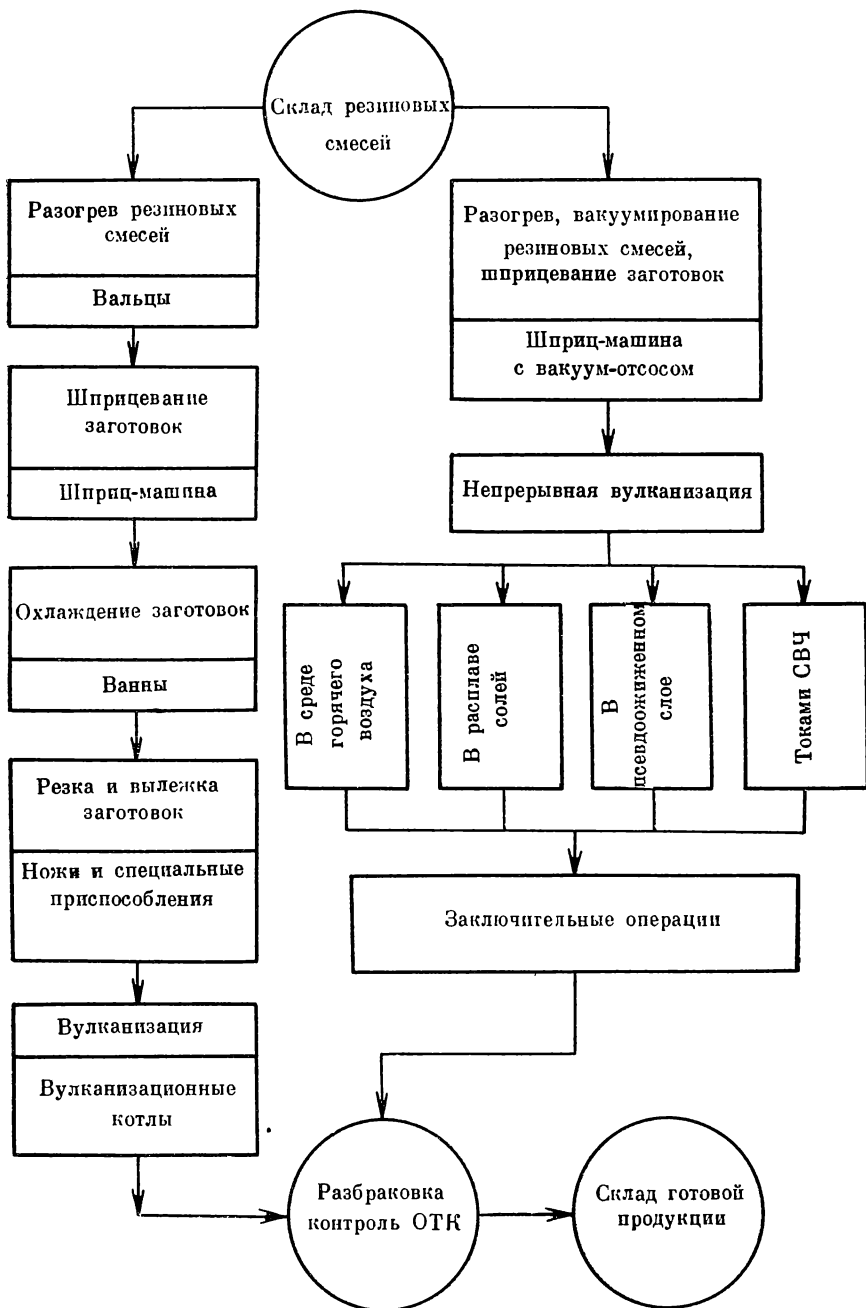 Склад резиновых
смесей
Разогрев резиновых
смесей
Вальцы
Шприцевание
заготовок
Шприц-машина
Охлаждение заготовок
Ванны
Резка и вылежка
заготовок
Ножи и специальные
приспособления
Вулканизация
Вулканизационные
котлы
Разогрев, вакуумирование
резиновых смесей,
шприцевание заготовок
Шприц-машина
с вакуум-отсосом
Непрерывная вулканизация
В среде
горячего
воздуха
В расплаве
солей
В
псевдоожиженном
слое
Токами СВЧ
Заключительные операции
Разбраковка
контроль ОТК
Склад готовой
продукции